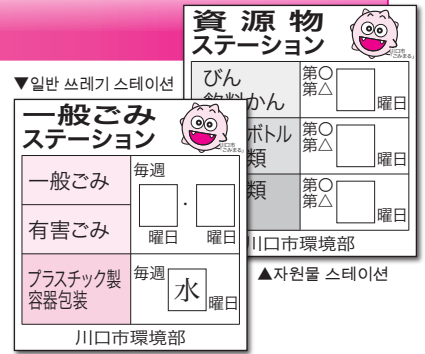 資源物
ステーション
びん
飲料かん
第〇
第△
曜日
ボトル
類
第〇
第△
曜日
類
第〇
第△
曜日
川口市環境部
▲자원물 스테이션
▼일반 쓰레기 스테이션
一般ごみ
ステーション
一般ごみ
有害ごみ
毎週
・
曜日
曜日
プラスチック製
容器包装
毎週
水
曜日
川口市環境部